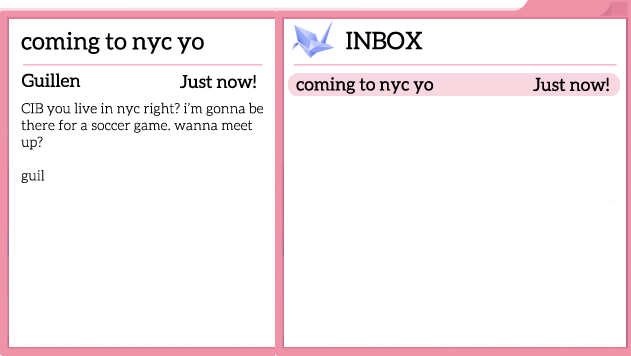 coming to nyc yo
Guillen Just now!
CIB you live in nyc right? i'm gonna be
there for a soccer game. wanna meet
up?
guil
INBOX
coming to nyc yo Just now!